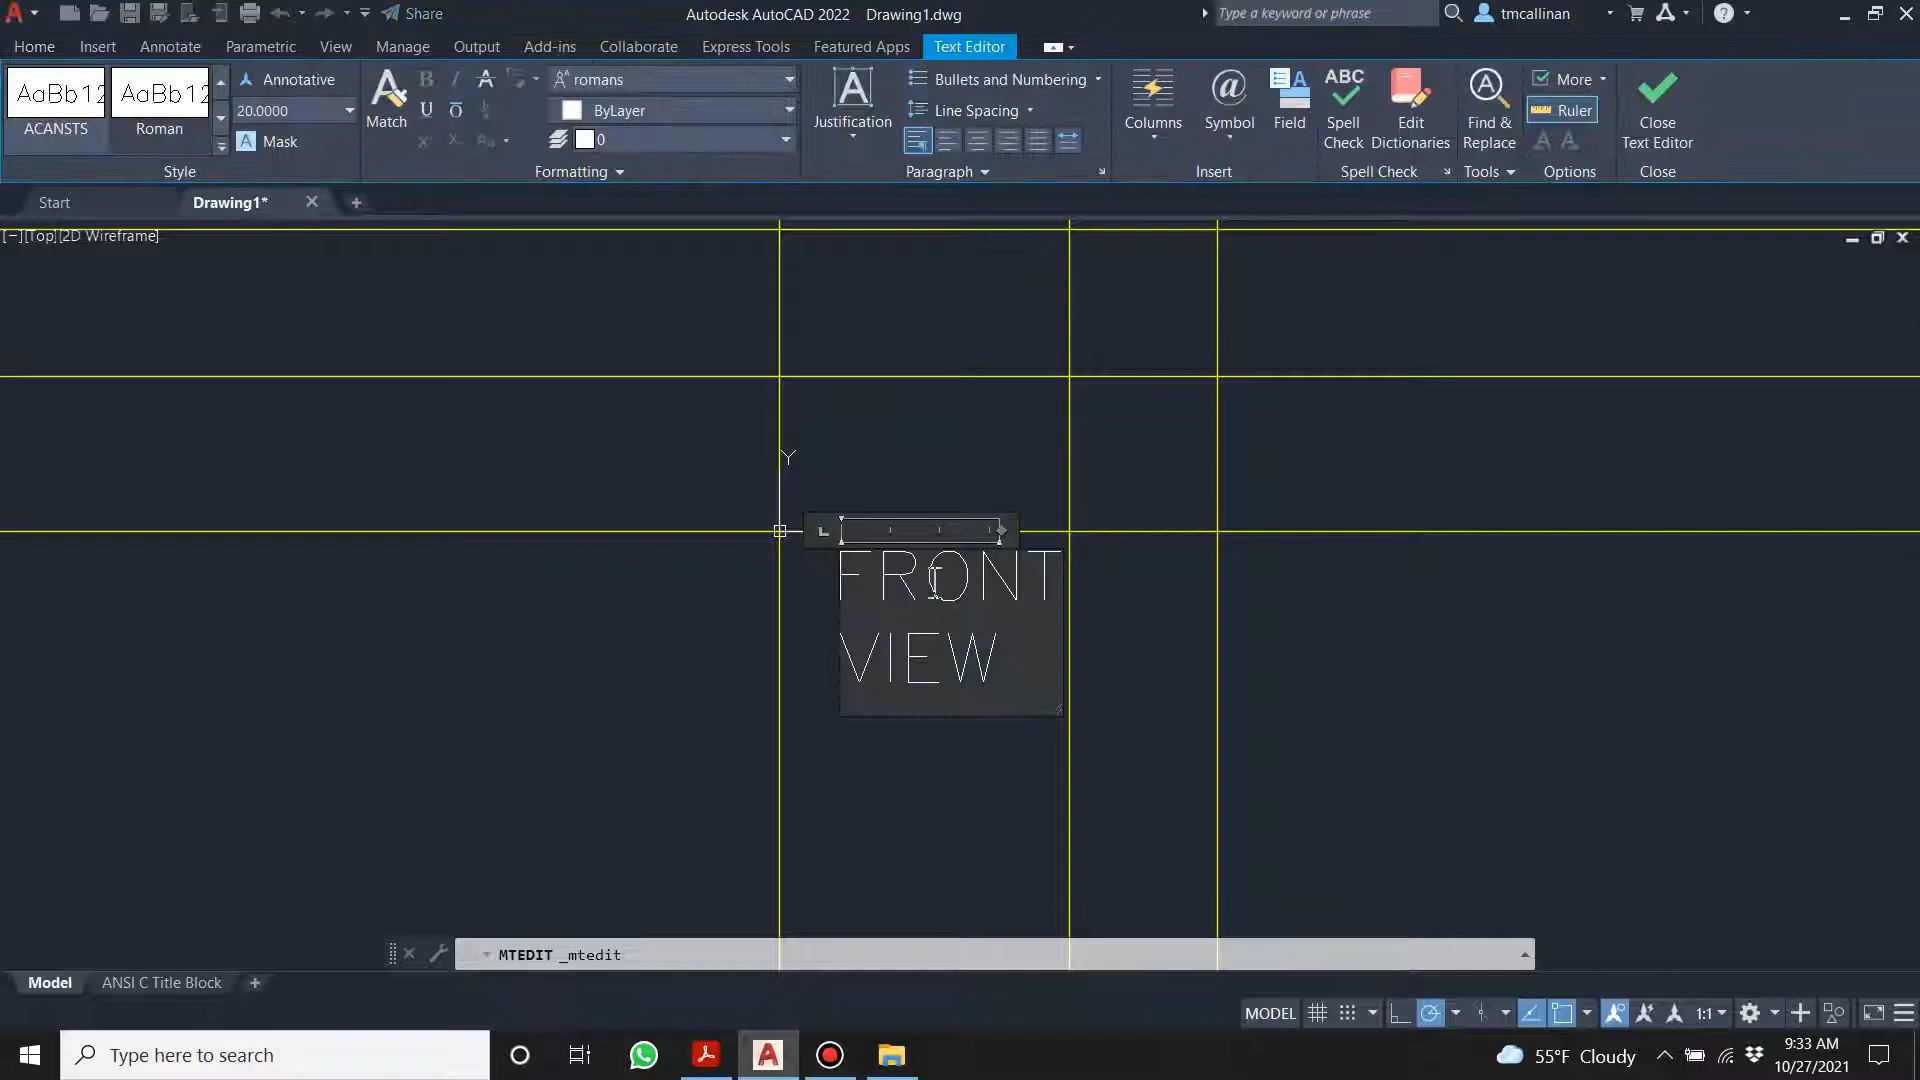 Share
Autodesk AutoCAD 2022 Drawing1.dwg
Type a keyword or phrase
tmcallinan
Home Insert Annotate Parametric View Manage Output Add-ins Collaborate Express Tools Featured Apps Text Editor
AaBb12 AaBb12
ACANSTS Roman
Annotative
20.0000
Mask
Style
Match
romans
ByLayer
0
Formatting
Justification
Bullets and Numbering
Line Spacing
Paragraph
Columns
Symbol
Field
Insert
ABC
Spell
Check
Edit
Dictionaries
Spell Check
Find &
Replace
Tools
More
Ruler
Options
Close
Text Editor
Close
Start Drawing1*
[−][Top][2D Wireframe]
Y
FRONT
VIEW
MTEDIT _mtedit
Model ANSI C Title Block
MODEL 1:1
Type here to search
55°F Cloudy
9:33 AM
10/27/2021